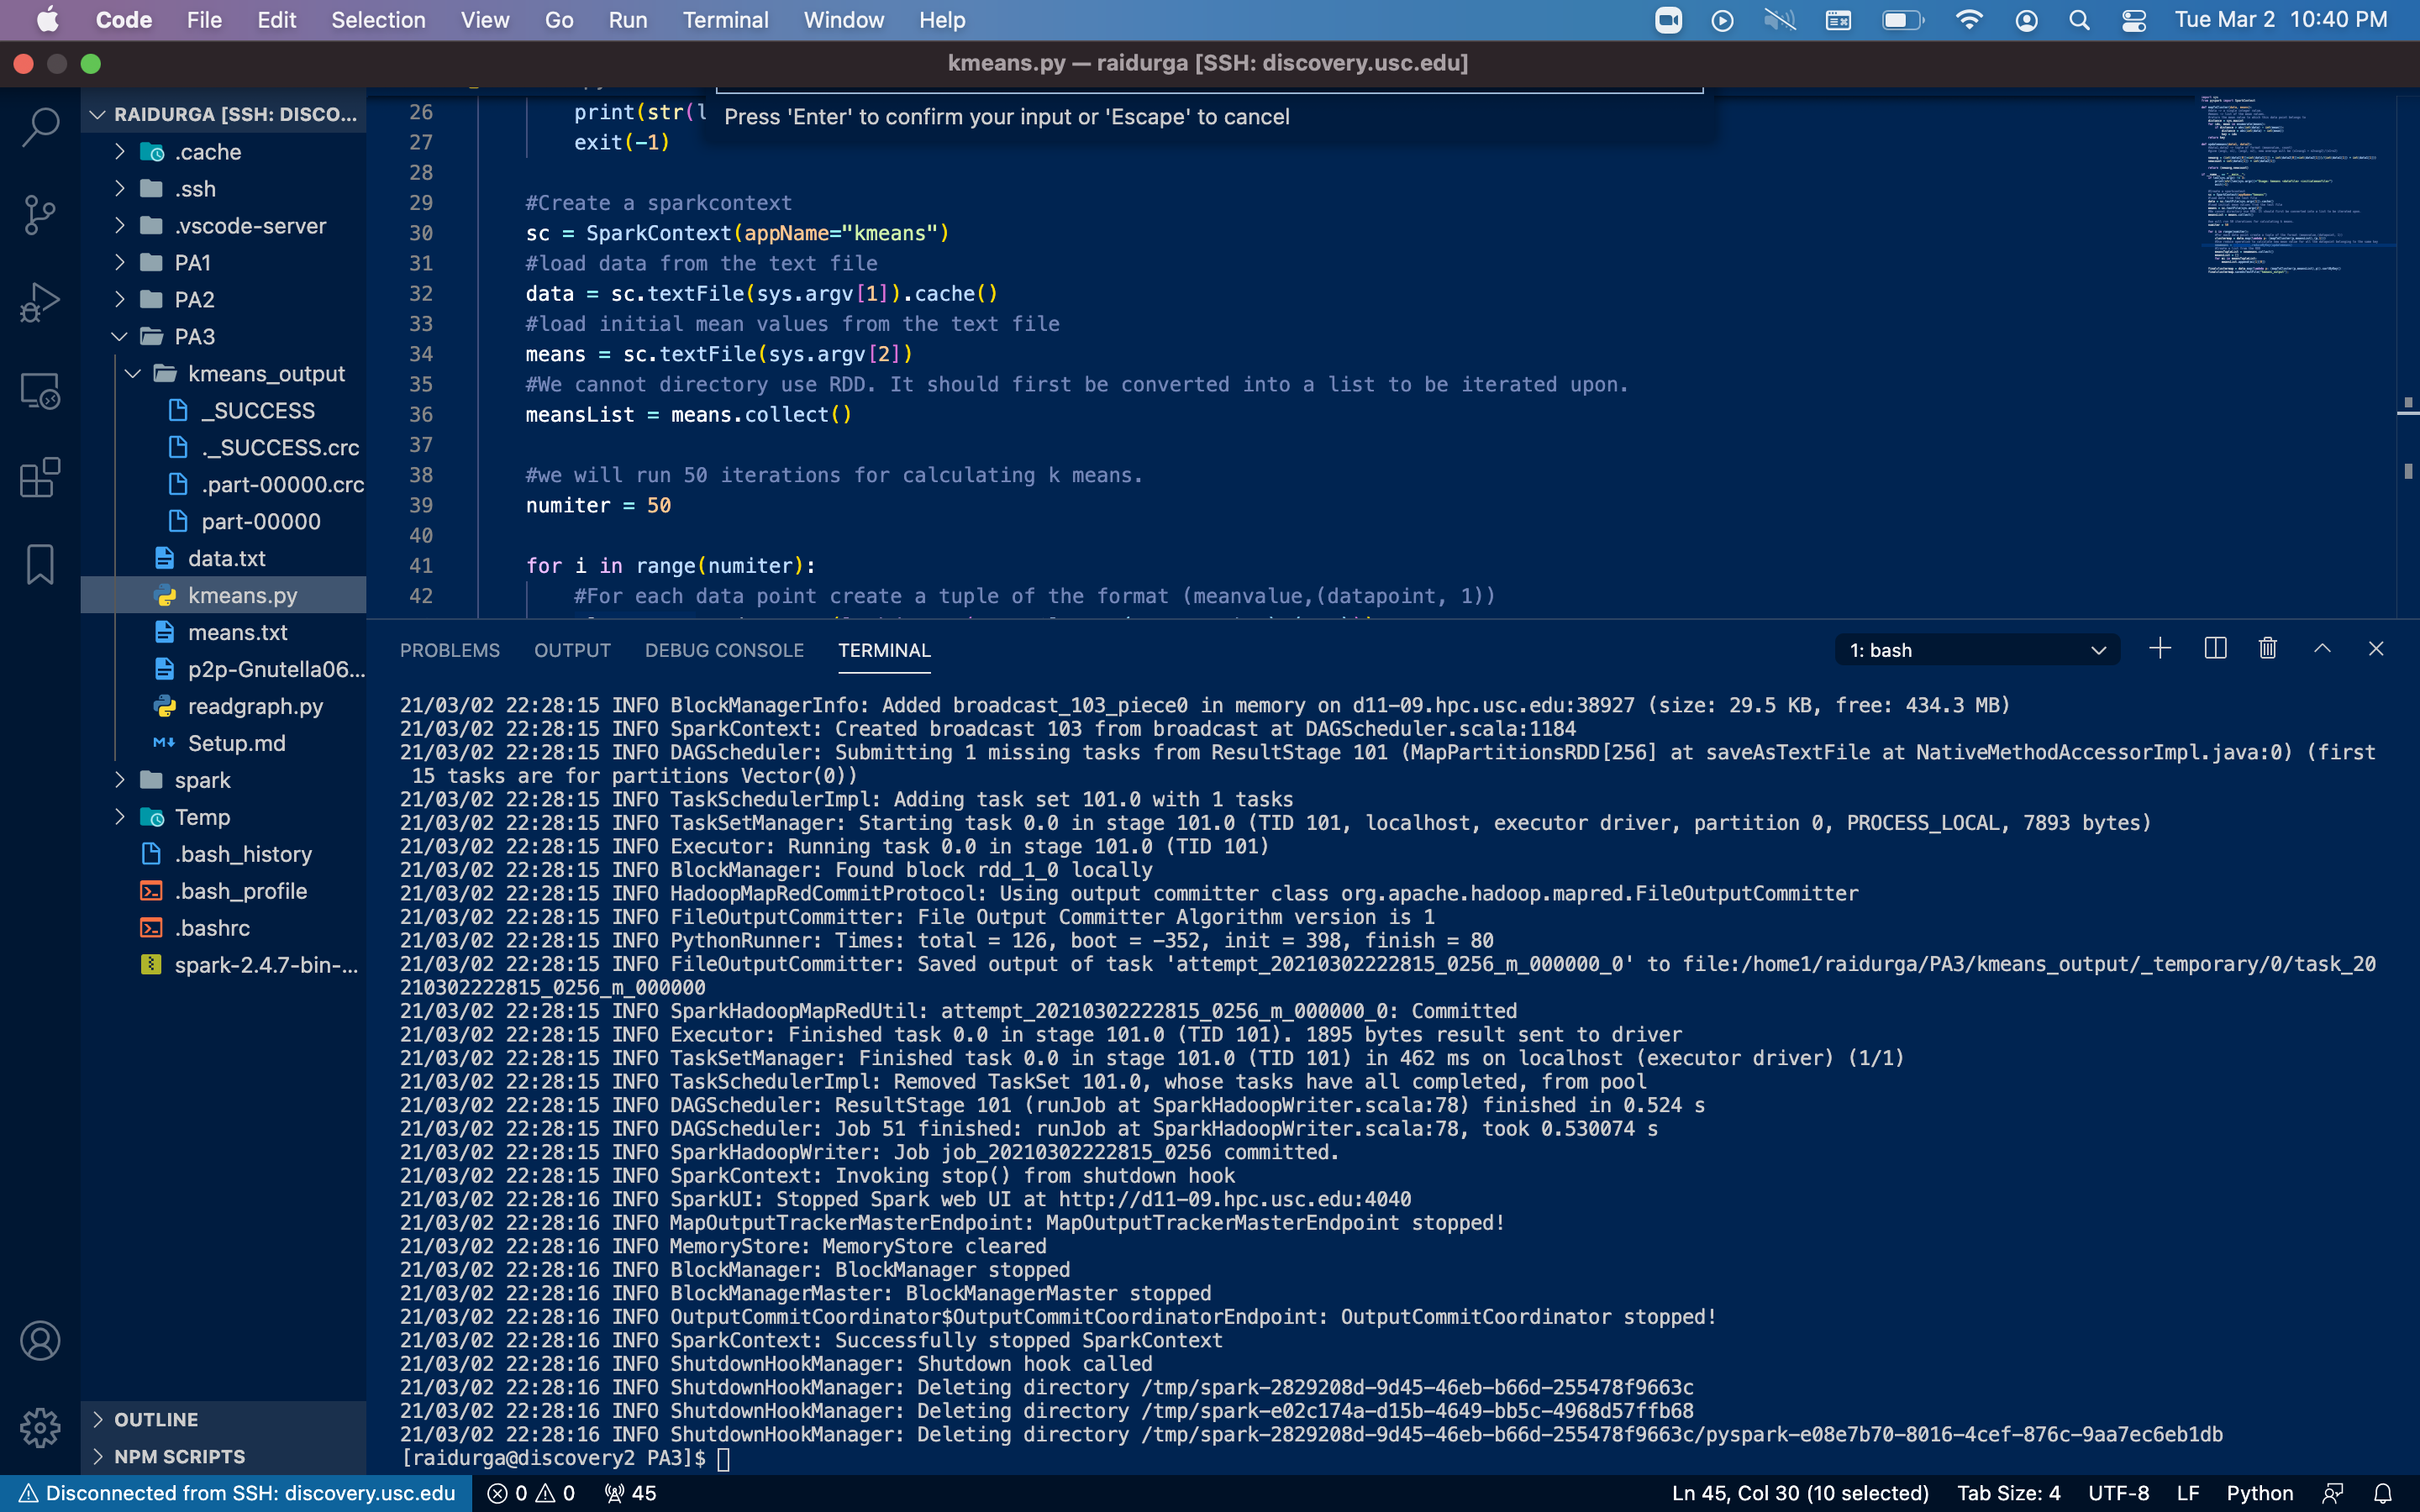 Code File Edit Selection View Go Run Terminal Window Help Tue Mar 2 10:40 PM
kmeans.py — raidurga [SSH: discovery.usc.edu]
RAIDURGA [SSH: DISCO...
.cache
.ssh
.vscode-server
PA1
PA2
PA3
kmeans_output
_SUCCESS
._SUCCESS.crc
.part-00000.crc
part-00000
data.txt
kmeans.py
means.txt
p2p-Gnutella06...
readgraph.py
Setup.md
spark
Temp
.bash_history
.bash_profile
.bashrc
spark-2.4.7-bin-...
OUTLINE
NPM SCRIPTS
Press 'Enter' to confirm your input or 'Escape' to cancel
26 print(str(l
27 exit(-1)
28
29 #Create a sparkcontext
30 sc = SparkContext(appName="kmeans")
31 #load data from the text file
32 data = sc.textFile(sys.argv[1]).cache()
33 #load initial mean values from the text file
34 means = sc.textFile(sys.argv[2])
35 #We cannot directory use RDD. It should first be converted into a list to be iterated upon.
36 meansList = means.collect()
37
38 #we will run 50 iterations for calculating k means.
39 numiter = 50
40
41 for i in range(numiter):
42 #For each data point create a tuple of the format (meanvalue,(datapoint, 1))
PROBLEMS OUTPUT DEBUG CONSOLE TERMINAL 1: bash
21/03/02 22:28:15 INFO BlockManagerInfo: Added broadcast_103_piece0 in memory on d11-09.hpc.usc.edu:38927 (size: 29.5 KB, free: 434.3 MB)
21/03/02 22:28:15 INFO SparkContext: Created broadcast 103 from broadcast at DAGScheduler.scala:1184
21/03/02 22:28:15 INFO DAGScheduler: Submitting 1 missing tasks from ResultStage 101 (MapPartitionsRDD[256] at saveAsTextFile at NativeMethodAccessorImpl.java:0) (first
15 tasks are for partitions Vector(0))
21/03/02 22:28:15 INFO TaskSchedulerImpl: Adding task set 101.0 with 1 tasks
21/03/02 22:28:15 INFO TaskSetManager: Starting task 0.0 in stage 101.0 (TID 101, localhost, executor driver, partition 0, PROCESS_LOCAL, 7893 bytes)
21/03/02 22:28:15 INFO Executor: Running task 0.0 in stage 101.0 (TID 101)
21/03/02 22:28:15 INFO BlockManager: Found block rdd_1_0 locally
21/03/02 22:28:15 INFO HadoopMapRedCommitProtocol: Using output committer class org.apache.hadoop.mapred.FileOutputCommitter
21/03/02 22:28:15 INFO FileOutputCommitter: File Output Committer Algorithm version is 1
21/03/02 22:28:15 INFO PythonRunner: Times: total = 126, boot = -352, init = 398, finish = 80
21/03/02 22:28:15 INFO FileOutputCommitter: Saved output of task 'attempt_20210302222815_0256_m_000000_0' to file:/home1/raidurga/PA3/kmeans_output/_temporary/0/task_20
210302222815_0256_m_000000
21/03/02 22:28:15 INFO SparkHadoopMapRedUtil: attempt_20210302222815_0256_m_000000_0: Committed
21/03/02 22:28:15 INFO Executor: Finished task 0.0 in stage 101.0 (TID 101). 1895 bytes result sent to driver
21/03/02 22:28:15 INFO TaskSetManager: Finished task 0.0 in stage 101.0 (TID 101) in 462 ms on localhost (executor driver) (1/1)
21/03/02 22:28:15 INFO TaskSchedulerImpl: Removed TaskSet 101.0, whose tasks have all completed, from pool
21/03/02 22:28:15 INFO DAGScheduler: ResultStage 101 (runJob at SparkHadoopWriter.scala:78) finished in 0.524 s
21/03/02 22:28:15 INFO DAGScheduler: Job 51 finished: runJob at SparkHadoopWriter.scala:78, took 0.530074 s
21/03/02 22:28:15 INFO SparkHadoopWriter: Job job_20210302222815_0256 committed.
21/03/02 22:28:15 INFO SparkContext: Invoking stop() from shutdown hook
21/03/02 22:28:16 INFO SparkUI: Stopped Spark web UI at http://d11-09.hpc.usc.edu:4040
21/03/02 22:28:16 INFO MapOutputTrackerMasterEndpoint: MapOutputTrackerMasterEndpoint stopped!
21/03/02 22:28:16 INFO MemoryStore: MemoryStore cleared
21/03/02 22:28:16 INFO BlockManager: BlockManager stopped
21/03/02 22:28:16 INFO BlockManagerMaster: BlockManagerMaster stopped
21/03/02 22:28:16 INFO OutputCommitCoordinator$OutputCommitCoordinatorEndpoint: OutputCommitCoordinator stopped!
21/03/02 22:28:16 INFO SparkContext: Successfully stopped SparkContext
21/03/02 22:28:16 INFO ShutdownHookManager: Shutdown hook called
21/03/02 22:28:16 INFO ShutdownHookManager: Deleting directory /tmp/spark-2829208d-9d45-46eb-b66d-255478f9663c
21/03/02 22:28:16 INFO ShutdownHookManager: Deleting directory /tmp/spark-e02c174a-d15b-4649-bb5c-4968d57ffb68
21/03/02 22:28:16 INFO ShutdownHookManager: Deleting directory /tmp/spark-2829208d-9d45-46eb-b66d-255478f9663c/pyspark-e08e7b70-8016-4cef-876c-9aa7ec6eb1db
[raidurga@discovery2 PA3]$
Disconnected from SSH: discovery.usc.edu 0 0 45 Ln 45, Col 30 (10 selected) Tab Size: 4 UTF-8 LF Python